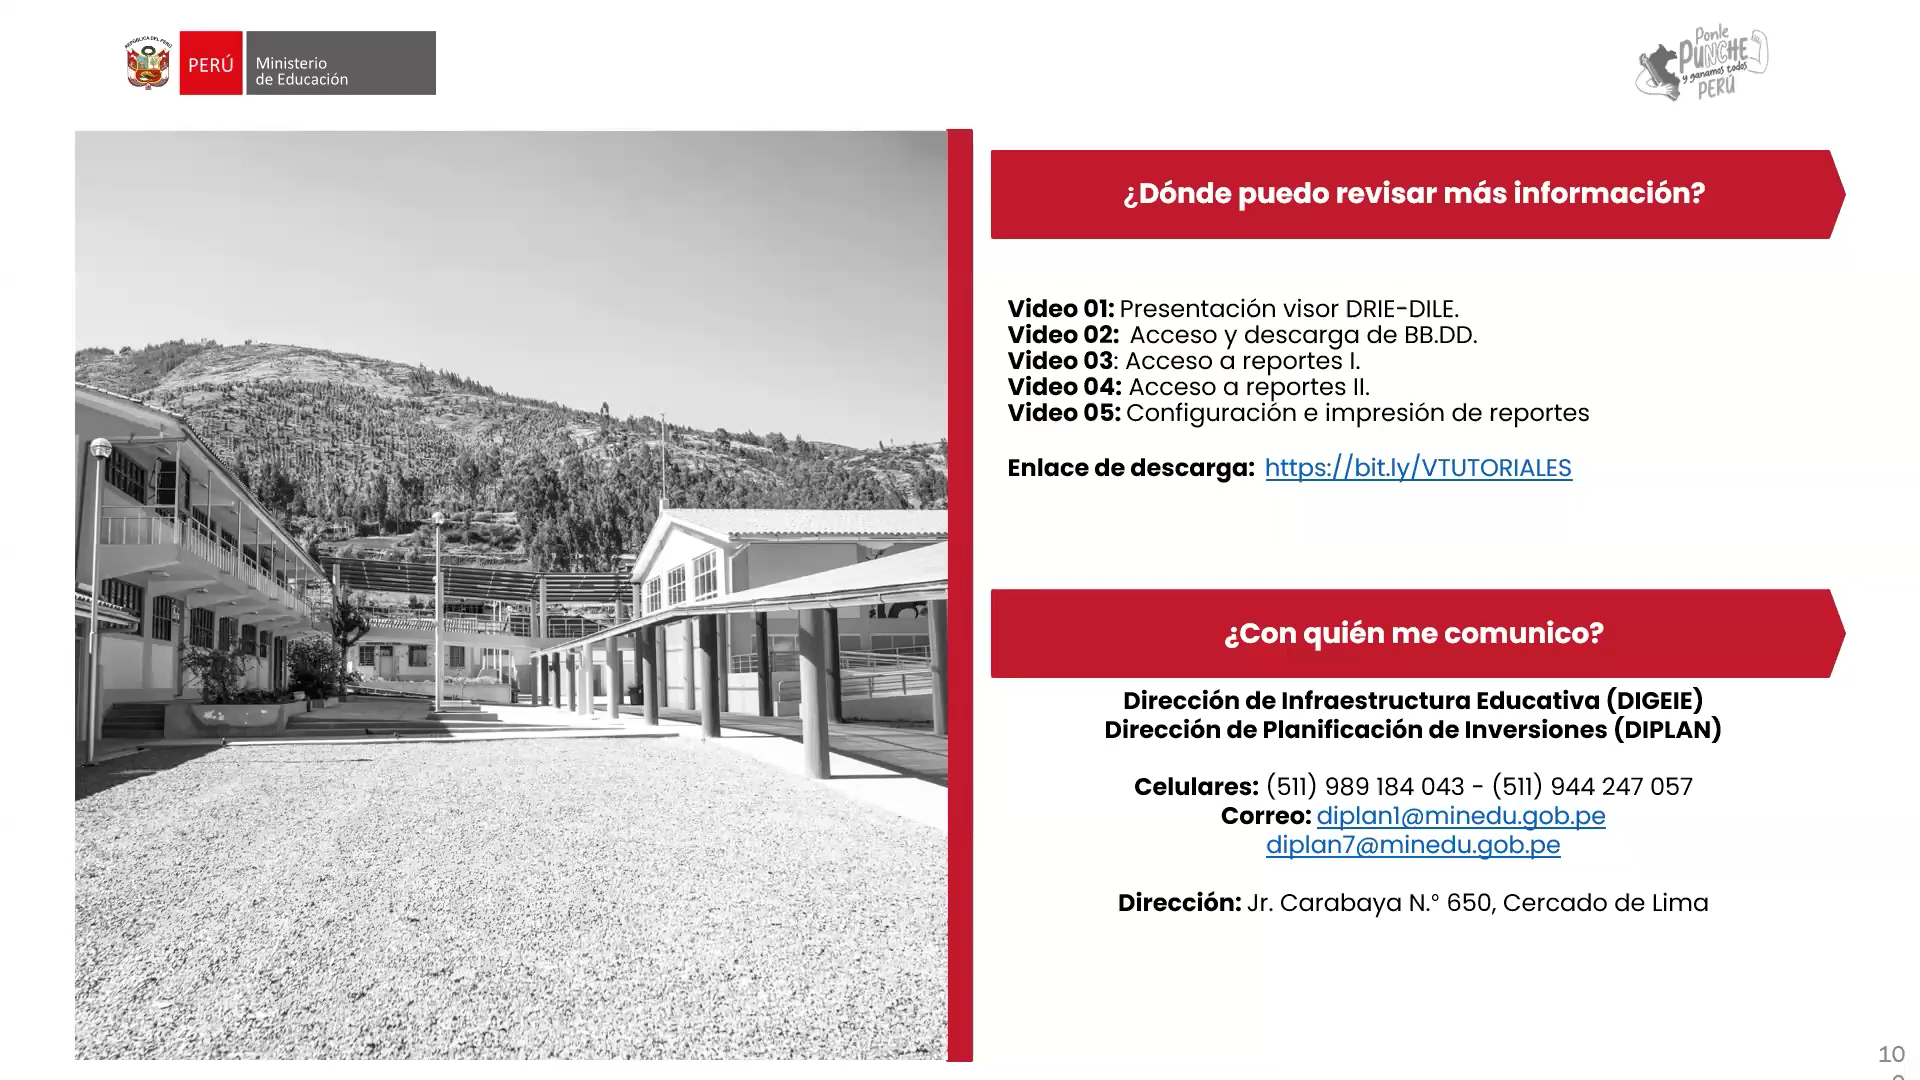 REPÚBLICA DEL PERÚ
PERÚ
Ministerio
de Educación
Ponle
PUNCHE
y ganamos todos
PERÚ
¿Dónde puedo revisar más información?
Video 01: Presentación visor DRIE-DILE.
Video 02: Acceso y descarga de BB.DD.
Video 03: Acceso a reportes I.
Video 04: Acceso a reportes II.
Video 05: Configuración e impresión de reportes
Enlace de descarga: https://bit.ly/VTUTORIALES
¿Con quién me comunico?
Dirección de Infraestructura Educativa (DIGEIE)
Dirección de Planificación de Inversiones (DIPLAN)
Celulares: (511) 989 184 043 - (511) 944 247 057
Correo: diplan1@minedu.gob.pe
diplan7@minedu.gob.pe
Dirección: Jr. Carabaya N.° 650, Cercado de Lima
10